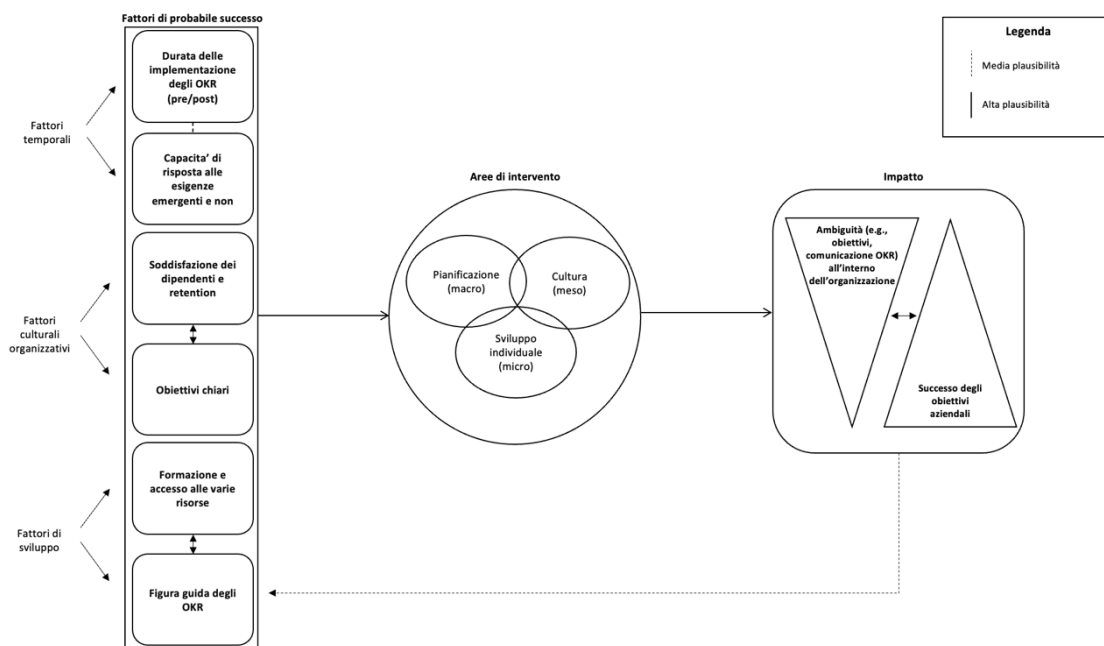 Fattori di probabile successo
Durata delle
implementazione
degli OKR
(pre/post)
Fattori
temporali
Capacita’ di
risposta alle
esigenze
emergenti e non
Soddisfazione dei
dipendenti e
retention
Fattori
culturali
organizzativi
Obiettivi chiari
Formazione e
accesso alle varie
risorse
Fattori di
sviluppo
Figura guida degli
OKR
Aree di intervento
Pianificazione
(macro)
Cultura
(meso)
Sviluppo
individuale
(micro)
Impatto
Ambiguità (e.g.,
obiettivi,
comunicazione OKR)
all’interno
dell’organizzazione
Successo degli
obiettivi
aziendali
Legenda
Media plausibilità
Alta plausibilità